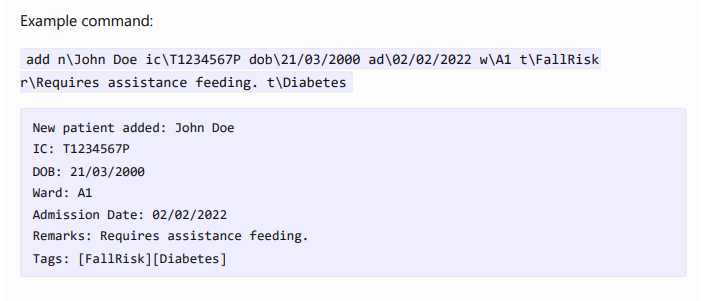 Example command:
add n\John Doe ic\T1234567P dob\21/03/2000 ad\02/02/2022 w\A1 t\FallRisk
r\Requires assistance feeding. t\Diabetes
New patient added: John Doe
IC: T1234567P
DOB: 21/03/2000
Ward: A1
Admission Date: 02/02/2022
Remarks: Requires assistance feeding.
Tags: [FallRisk][Diabetes]